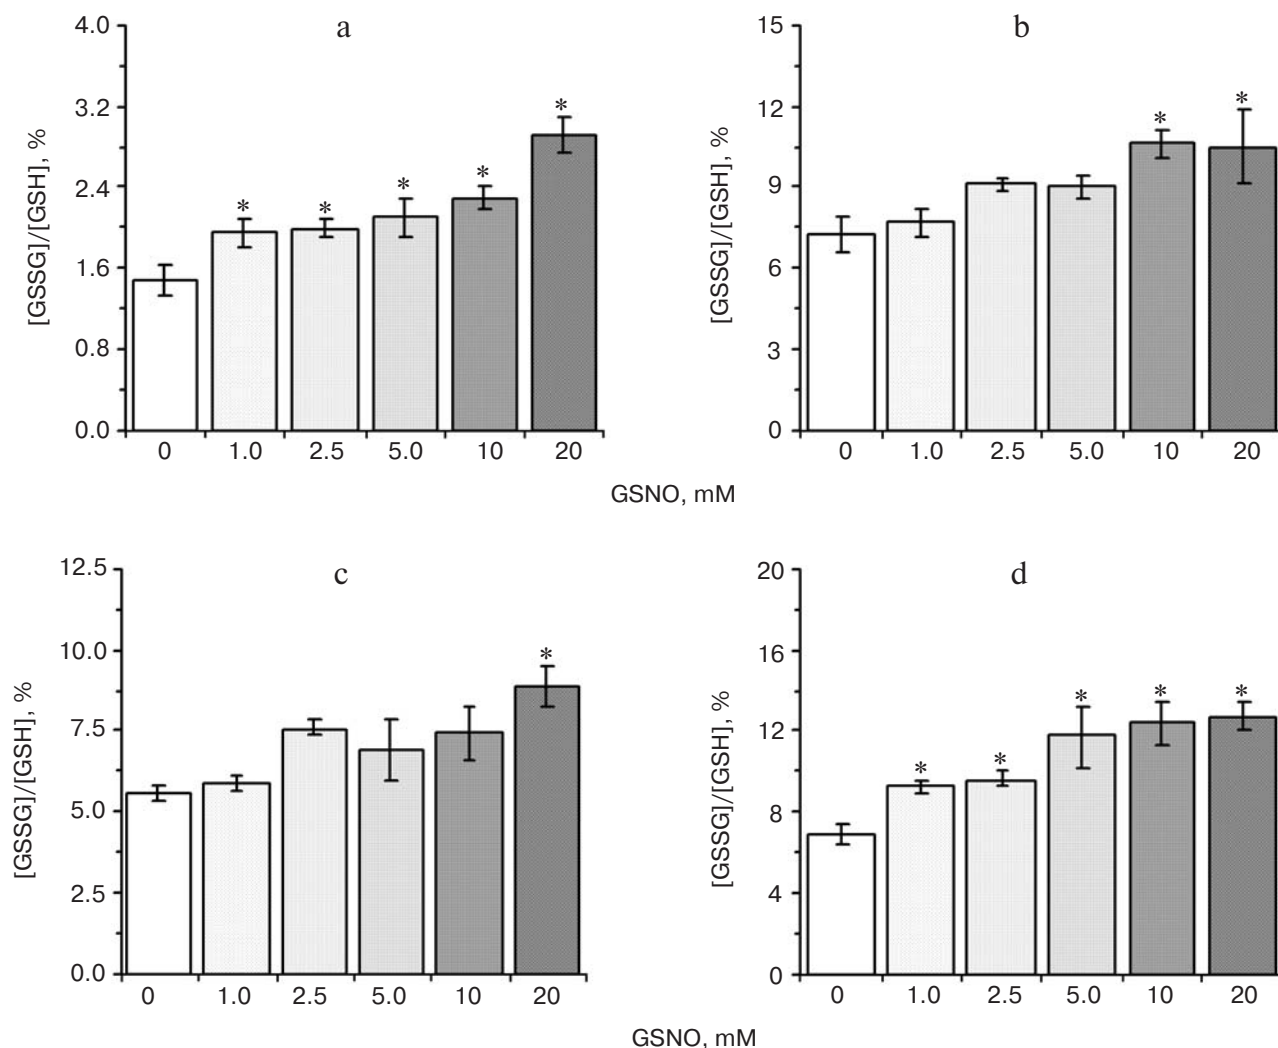 a
[GSSG]/[GSH], %
4.0
3.2
2.4
1.6
0.8
0.0
* * * * *
0 1.0 2.5 5.0 10 20
b
[GSSG]/[GSH], %
15
12
9
6
3
0
* *
0 1.0 2.5 5.0 10 20
GSNO, mM
c
[GSSG]/[GSH], %
12.5
10.0
7.5
5.0
2.5
0.0
*
0 1.0 2.5 5.0 10 20
d
[GSSG]/[GSH], %
20
16
12
8
4
0
* * * * *
0 1.0 2.5 5.0 10 20
GSNO, mM